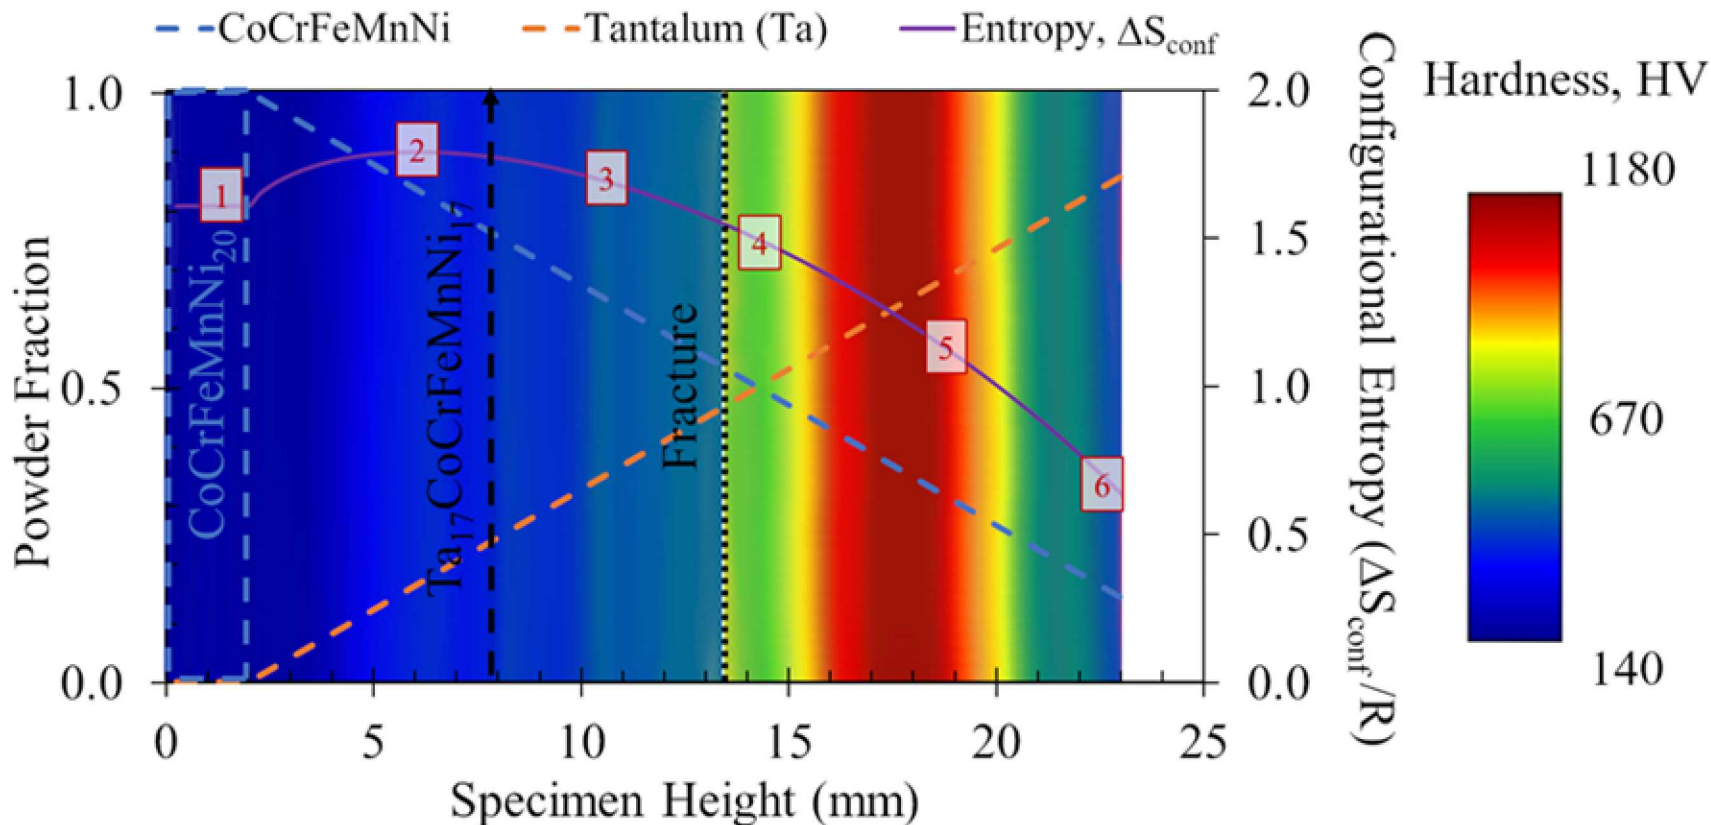 CoCrFeMnNi
Tantalum (Ta)
Entropy, ΔS_conf
Powder Fraction
1.0
0.5
0.0
CoCrFeMnNi₂₀
Ta₁₇CoCrFeMnNi₁₇
Fracture
1
2
3
4
5
6
2.0
1.5
1.0
0.5
0.0
Configurational Entropy (ΔS_conf/R)
0
5
10
15
20
25
Specimen Height (mm)
Hardness, HV
1180
670
140